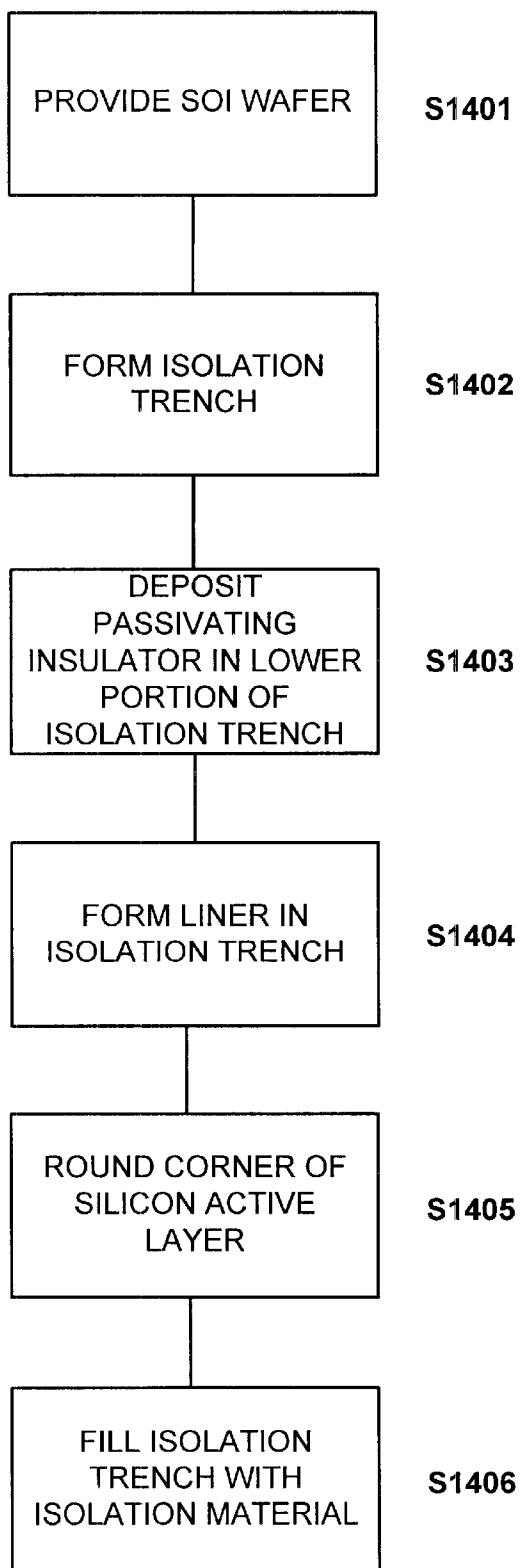 PROVIDE SOI WAFER
S1401
FORM ISOLATION
TRENCH
S1402
DEPOSIT
PASSIVATING
INSULATOR IN LOWER
PORTION OF
ISOLATION TRENCH
S1403
FORM LINER IN
ISOLATION TRENCH
S1404
ROUND CORNER OF
SILICON ACTIVE
LAYER
S1405
FILL ISOLATION
TRENCH WITH
ISOLATION MATERIAL
S1406